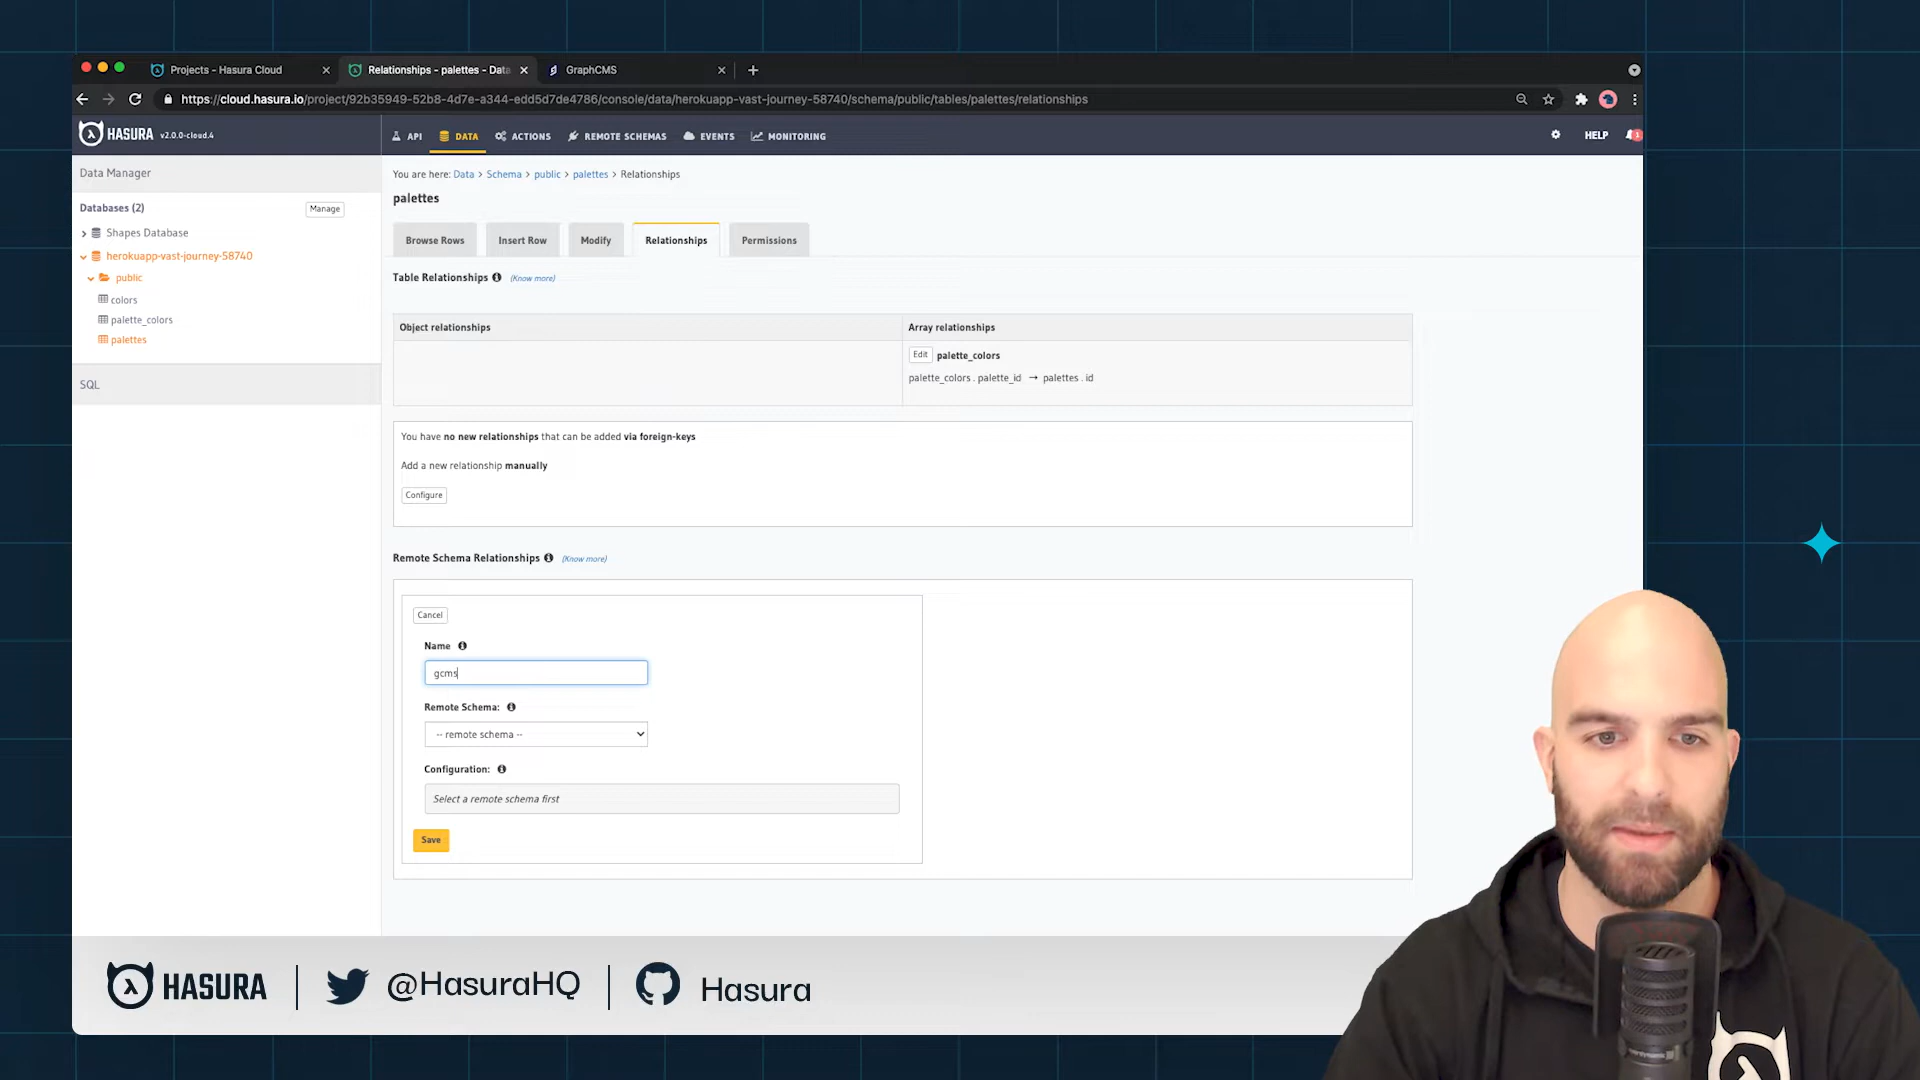 Projects - Hasura Cloud
Relationships - palettes - Data
GraphCMS
https://cloud.hasura.io/project/92b35949-52b8-4d7e-a344-edd5d7de4786/console/data/herokuapp-vast-journey-58740/schema/public/tables/palettes/relationships
HASURA v2.0.0-cloud.4
API DATA ACTIONS REMOTE SCHEMAS EVENTS MONITORING
HELP 1
Data Manager
Databases (2) Manage
Shapes Database
herokuapp-vast-journey-58740
public
colors
palette_colors
palettes
SQL
You are here: Data > Schema > public > palettes > Relationships
palettes
Browse Rows Insert Row Modify Relationships Permissions
Table Relationships (Know more)
Object relationships Array relationships
Edit palette_colors
palette_colors . palette_id → palettes . id
You have no new relationships that can be added via foreign-keys
Add a new relationship manually
Configure
Remote Schema Relationships (Know more)
Cancel
Name
gcms
Remote Schema:
-- remote schema --
Configuration:
Select a remote schema first
Save
HASURA @HasuraHQ Hasura